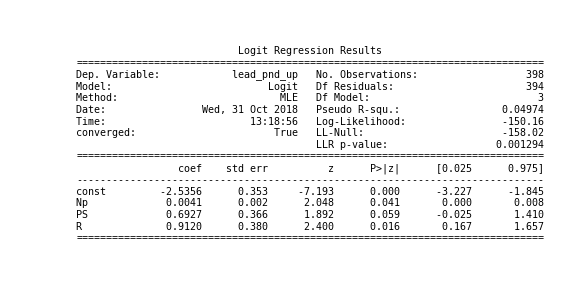 Logit Regression Results
==============================================================================
Dep. Variable: lead_pnd_up No. Observations: 398
Model: Logit Df Residuals: 394
Method: MLE Df Model: 3
Date: Wed, 31 Oct 2018 Pseudo R-squ.: 0.04974
Time: 13:18:56 Log-Likelihood: -150.16
converged: True LL-Null: -158.02
LLR p-value: 0.001294
==============================================================================
coef std err z P>|z| [0.025 0.975]
------------------------------------------------------------------------------
const -2.5356 0.353 -7.193 0.000 -3.227 -1.845
Np 0.0041 0.002 2.048 0.041 0.000 0.008
PS 0.6927 0.366 1.892 0.059 -0.025 1.410
R 0.9120 0.380 2.400 0.016 0.167 1.657
==============================================================================